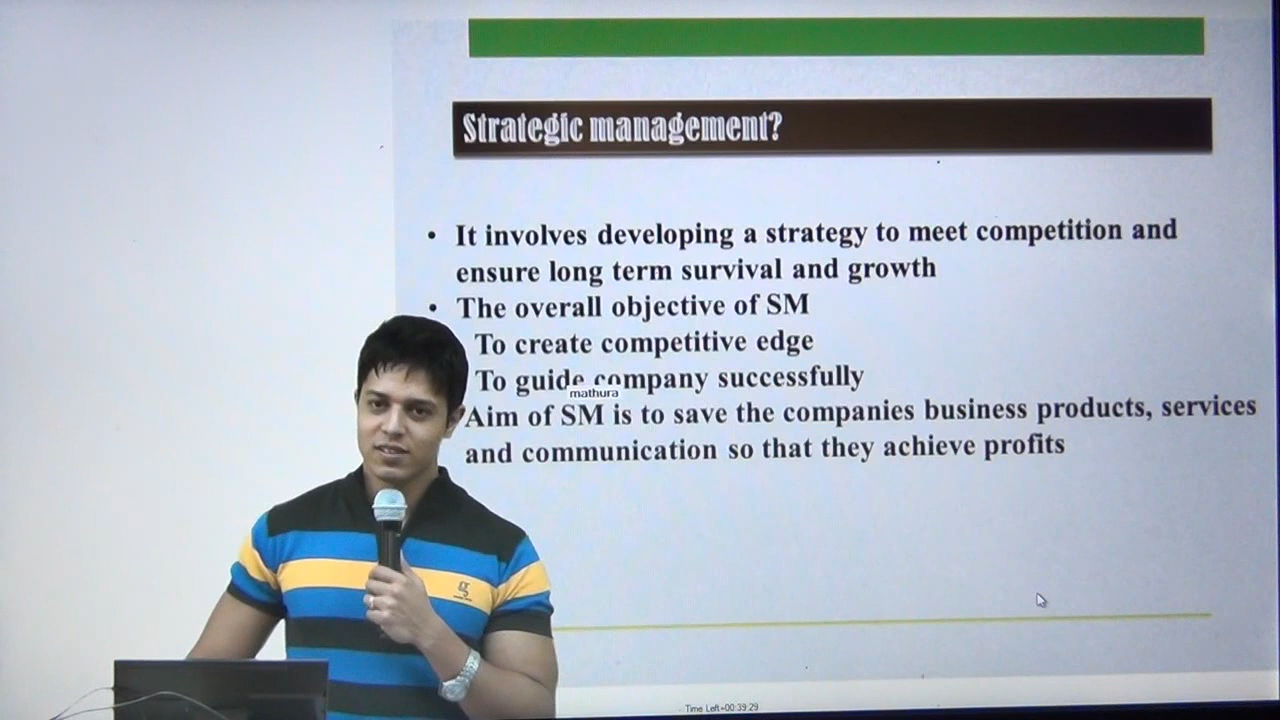 Strategic management?
• It involves developing a strategy to meet competition and
ensure long term survival and growth
• The overall objective of SM
To create competitive edge
To guide company successfully
mathura
Aim of SM is to save the companies business products, services
and communication so that they achieve profits
g
Time Left=00:39:29